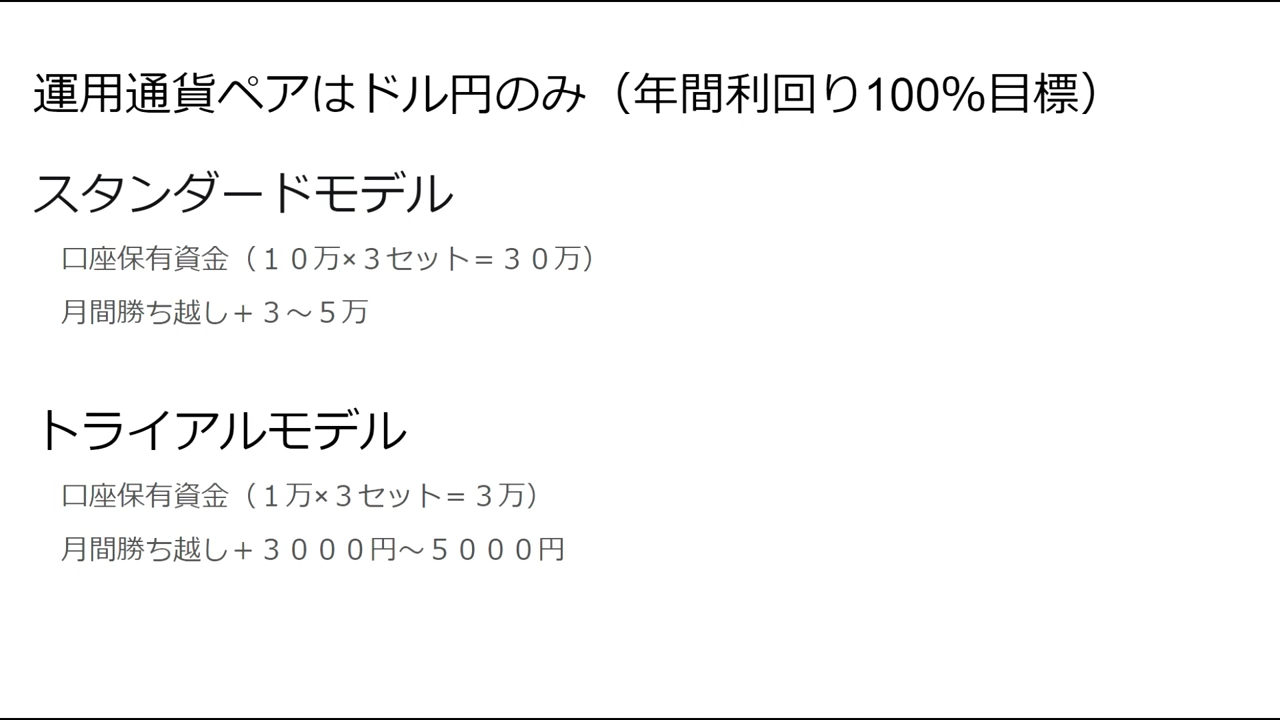 運用通貨ペアはドル円のみ（年間利回り100%目標）
スタンダードモデル
口座保有資金（１０万×３セット＝３０万）
月間勝ち越し＋３～５万
トライアルモデル
口座保有資金（１万×３セット＝３万）
月間勝ち越し＋３０００円～５０００円